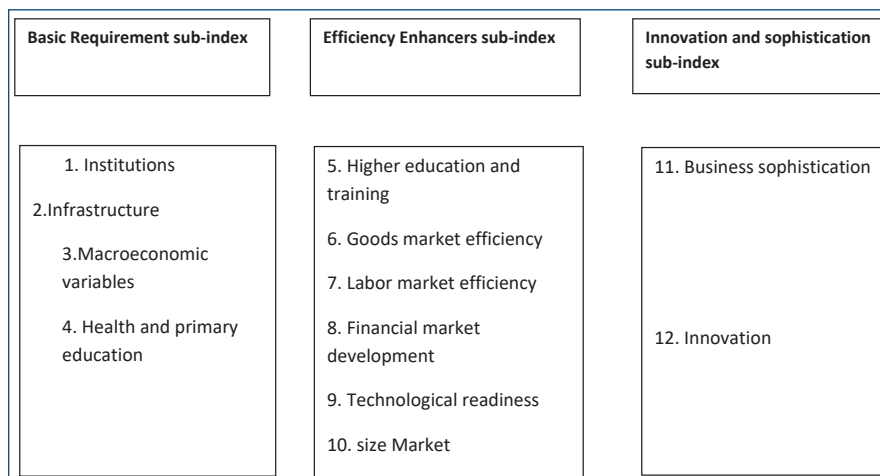 Basic Requirement sub-index
Efficiency Enhancers sub-index
Innovation and sophistication
sub-index
1. Institutions
2.Infrastructure
3.Macroeconomic
variables
4. Health and primary
education
5. Higher education and
training
6. Goods market efficiency
7. Labor market efficiency
8. Financial market
development
9. Technological readiness
10. size Market
11. Business sophistication
12. Innovation